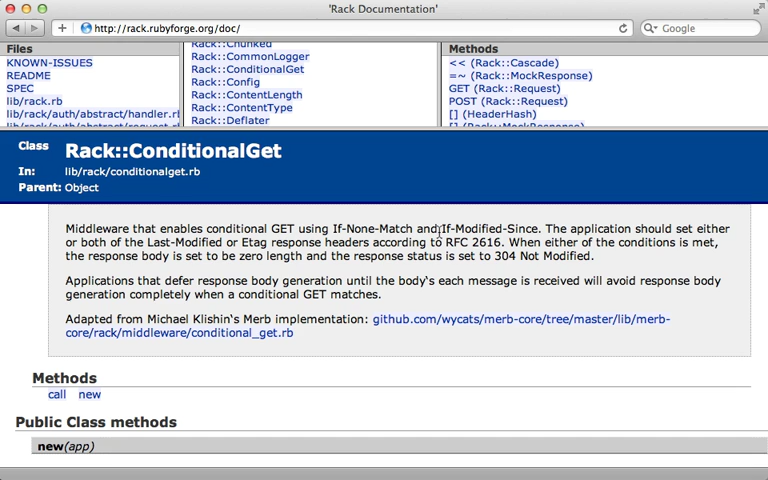 'Rack Documentation'
http://rack.rubyforge.org/doc/
Google
Files
KNOWN-ISSUES
README
SPEC
lib/rack.rb
lib/rack/auth/abstract/handler.rb
lib/rack/auth/abstract/request.rb
Rack::Chunked
Rack::CommonLogger
Rack::ConditionalGet
Rack::Config
Rack::ContentLength
Rack::ContentType
Rack::Deflater
Methods
<< (Rack::Cascade)
=~ (Rack::MockResponse)
GET (Rack::Request)
POST (Rack::Request)
[] (HeaderHash)
[] (Rack::MockResponse)
Class Rack::ConditionalGet
In: lib/rack/conditionalget.rb
Parent: Object
Middleware that enables conditional GET using If-None-Match and If-Modified-Since. The application should set either
or both of the Last-Modified or Etag response headers according to RFC 2616. When either of the conditions is met,
the response body is set to be zero length and the response status is set to 304 Not Modified.
Applications that defer response body generation until the body‘s each message is received will avoid response body
generation completely when a conditional GET matches.
Adapted from Michael Klishin‘s Merb implementation: github.com/wycats/merb-core/tree/master/lib/merb-
core/rack/middleware/conditional_get.rb
Methods
call new
Public Class methods
new(app)